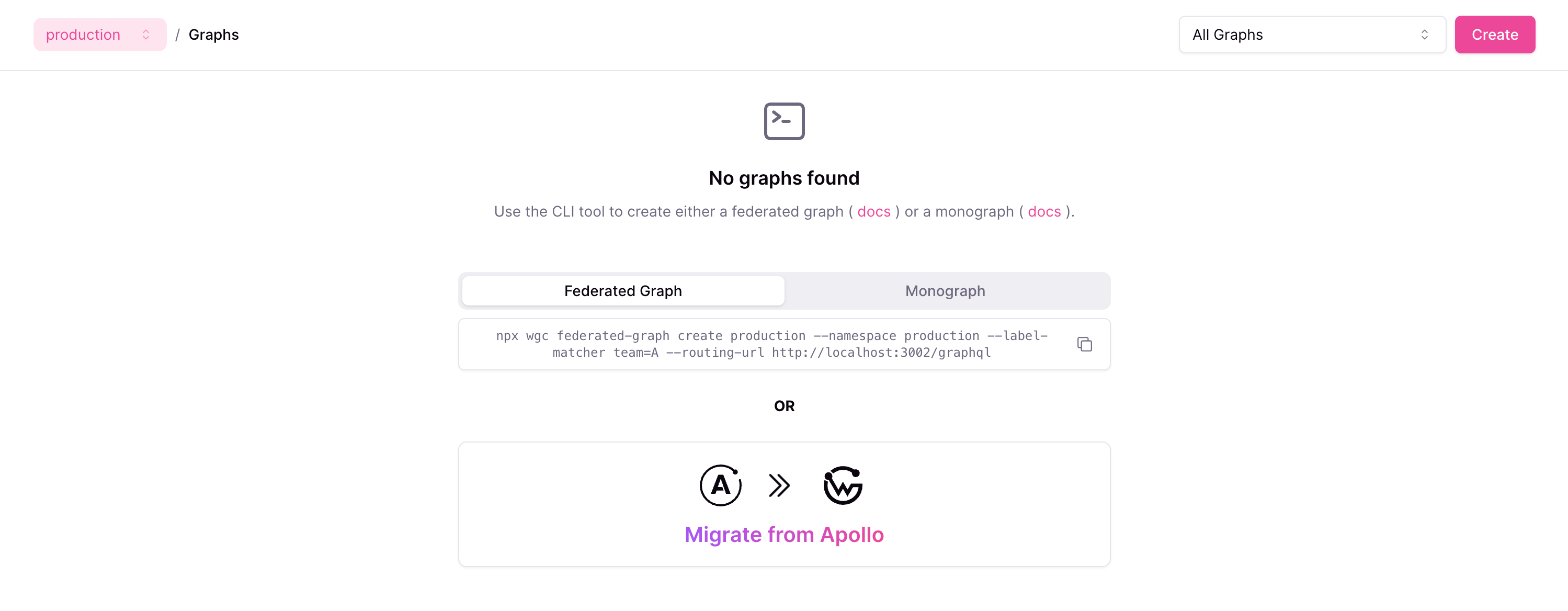 production / Graphs
All Graphs
Create
No graphs found
Use the CLI tool to create either a federated graph ( docs ) or a monograph ( docs ).
Federated Graph
Monograph
npx wgc federated-graph create production --namespace production --label-
matcher team=A --routing-url http://localhost:3002/graphql
OR
Migrate from Apollo